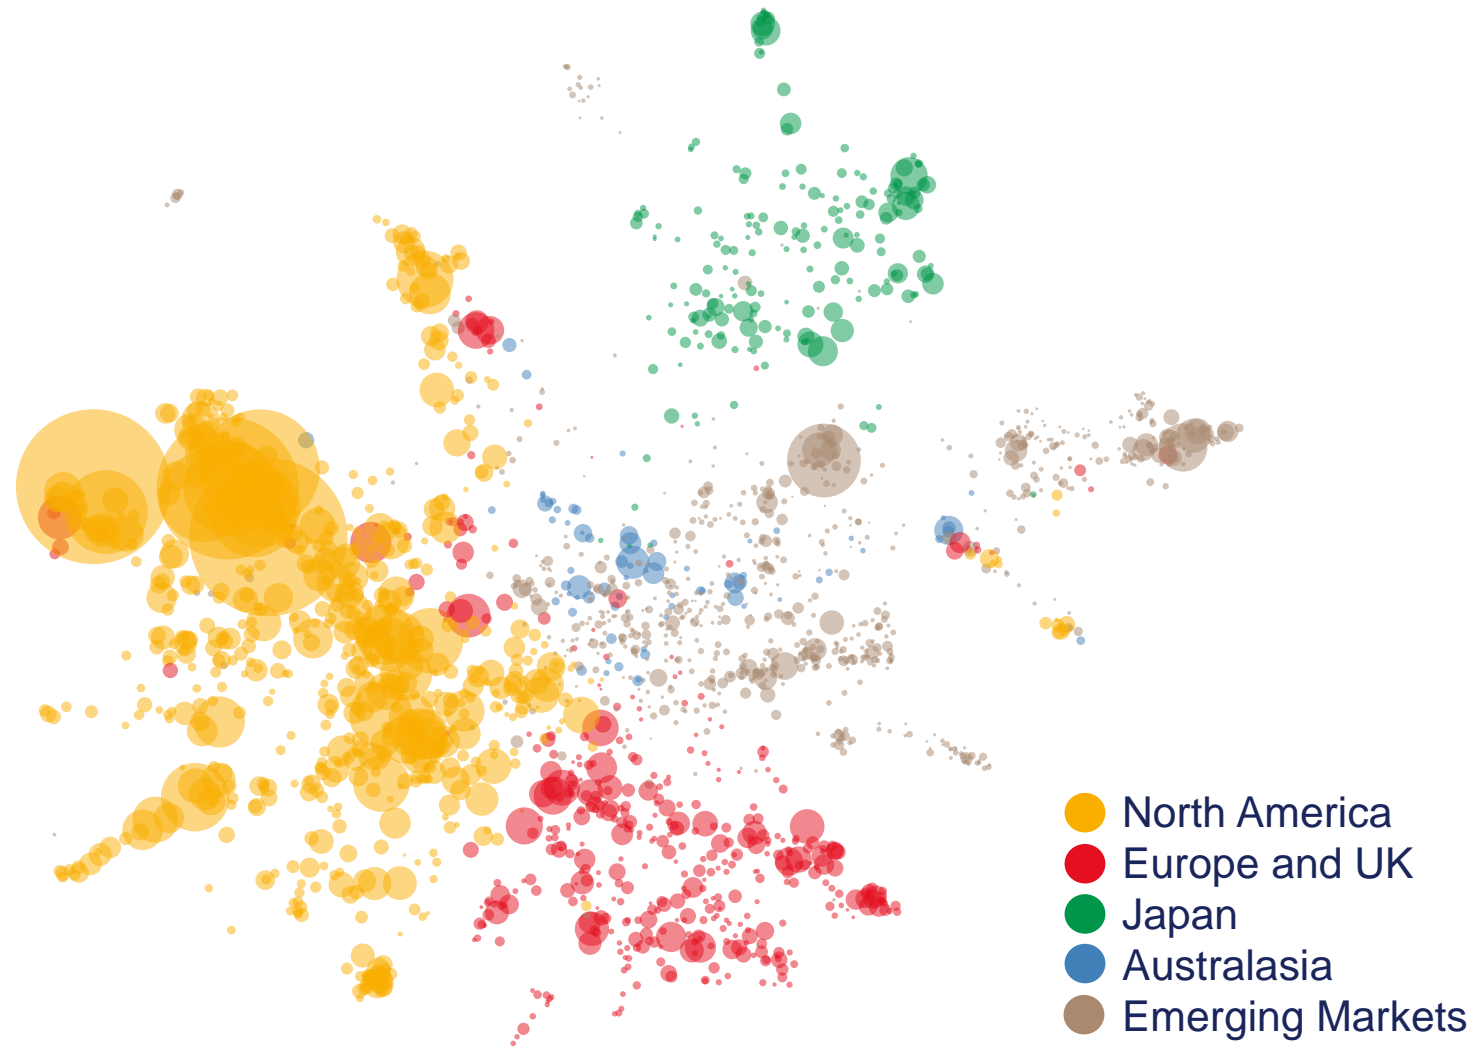 North America
Europe and UK
Japan
Australasia
Emerging Markets